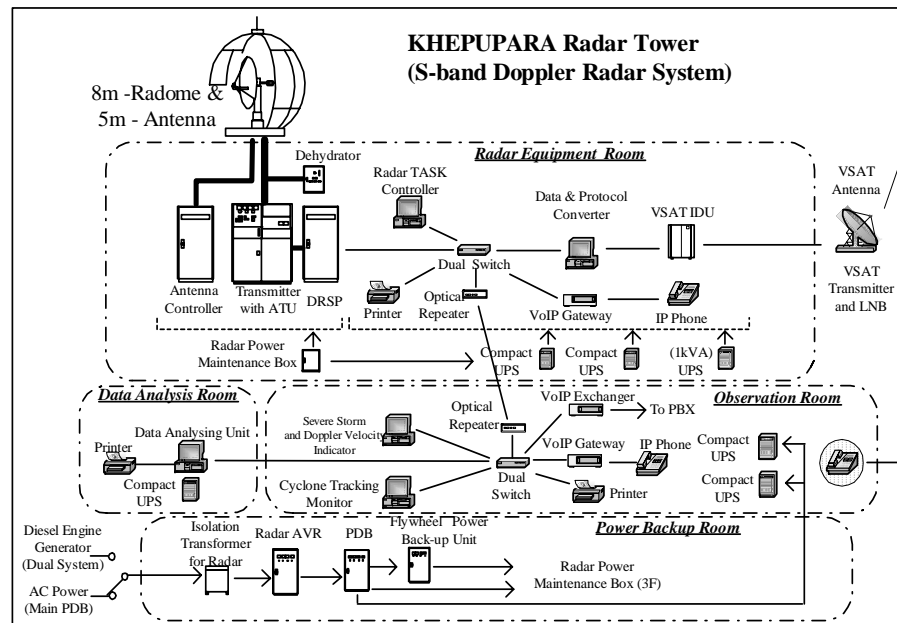 KHEPUPARA Radar Tower
(S-band Doppler Radar System)
8m -Radome &
5m - Antenna
Radar Equipment Room
Dehydrator
Radar TASK
Controller
Data & Protocol
Converter
VSAT IDU
VSAT
Antenna
Dual Switch
Antenna
Controller
Transmitter
with ATU
DRSP
Printer
Optical
Repeater
VoIP Gateway
IP Phone
VSAT
Transmitter
and LNB
Radar Power
Maintenance Box
Compact
UPS
Compact
UPS
(1kVA)
UPS
Data Analysis Room
Observation Room
Printer
Data Analysing Unit
Compact
UPS
Severe Storm
and Doppler Velocity
Indicator
Optical
Repeater
VoIP Exchanger
To PBX
VoIP Gateway
IP Phone
Compact
UPS
Cyclone Tracking
Monitor
Dual
Switch
Printer
Compact
UPS
Power Backup Room
Diesel Engine
Generator
(Dual System)
AC Power
(Main PDB)
Isolation
Transformer
for Radar
Radar AVR
PDB
Flywheel Power
Back-up Unit
Radar Power
Maintenance Box (3F)